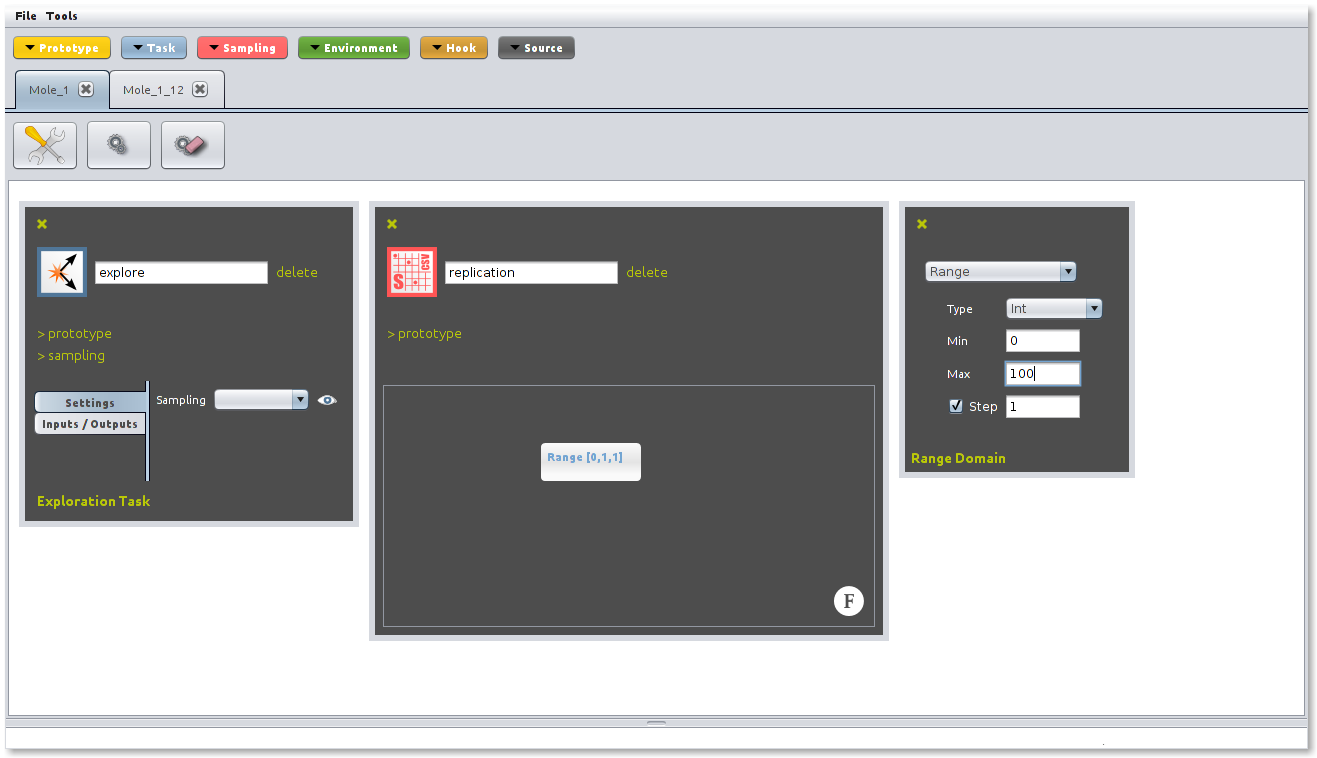 File Tools
Prototype Task Sampling Environment Hook Source
Mole_1 Mole_1_12
explore delete
> prototype
> sampling
Settings
Inputs / Outputs
Sampling
Exploration Task
S CSV
replication delete
> prototype
Range [0,1,1]
F
Range
Type Int
Min 0
Max 100
Step 1
Range Domain